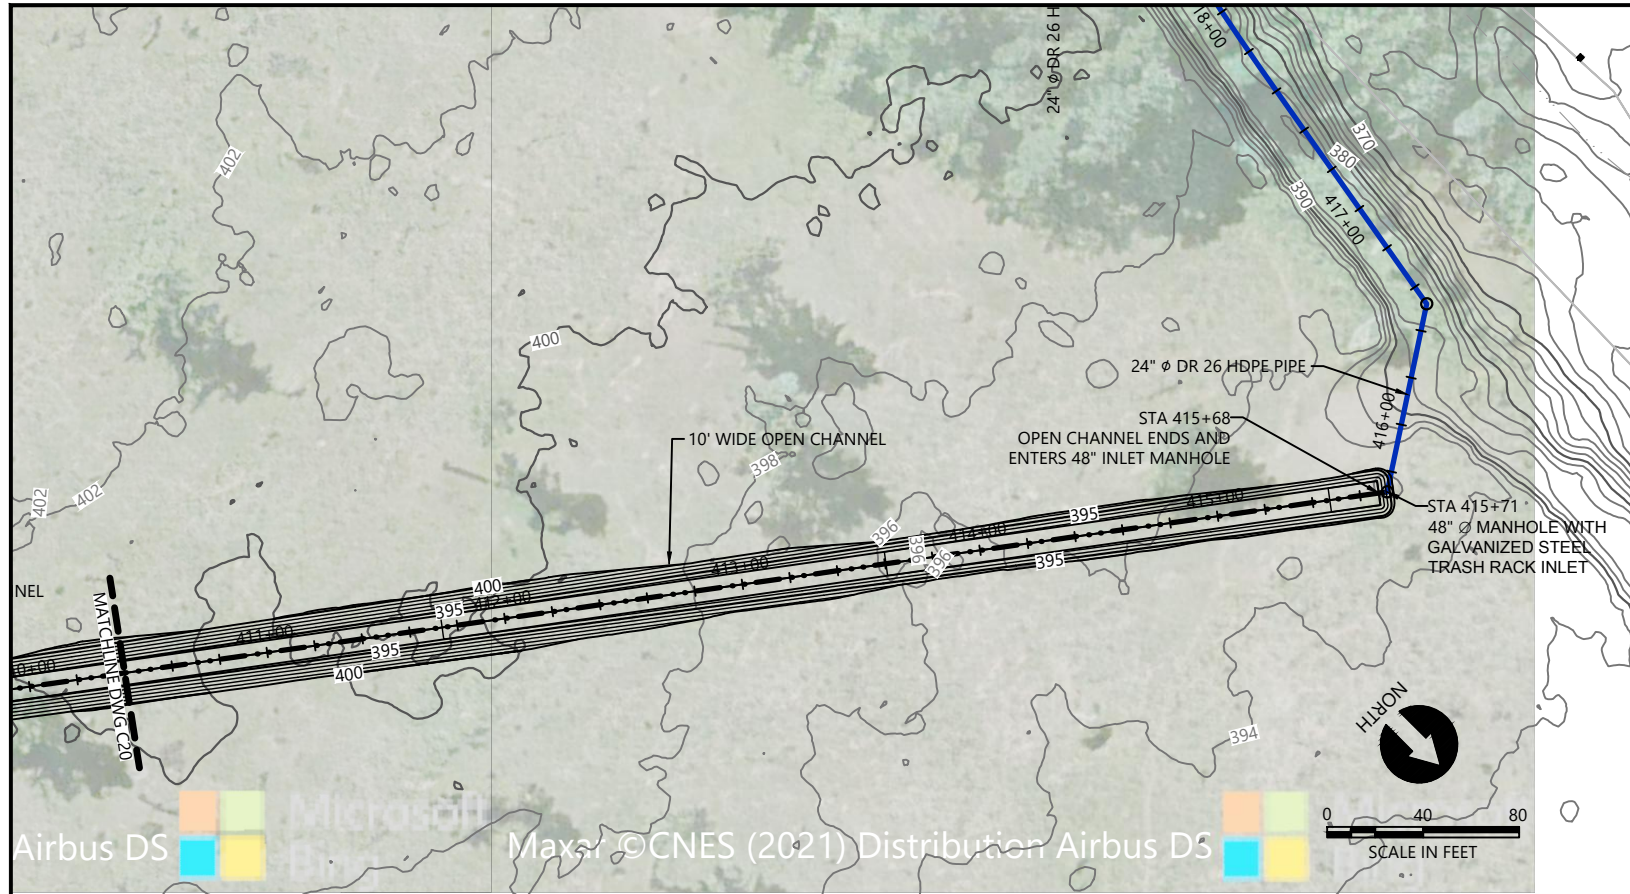 24" ⌀ DR 26 H
18+00
370
380
390
417+00
402
400
24" ⌀ DR 26 HDPE PIPE
416+00
STA 415+68
OPEN CHANNEL ENDS AND
ENTERS 48" INLET MANHOLE
10' WIDE OPEN CHANNEL
398
402
402
415+00
STA 415+71
48" ∅ MANHOLE WITH
GALVANIZED STEEL
TRASH RACK INLET
395
414+00
396
396
396
395
413+00
400
412+00
395
NEL
MATCHLINE DWG C20
411+00
395
400
0+00
394
NORTH
0 40 80
SCALE IN FEET
Airbus DS
Microsoft
Bing
Maxar ©CNES (2021) Distribution Airbus DS